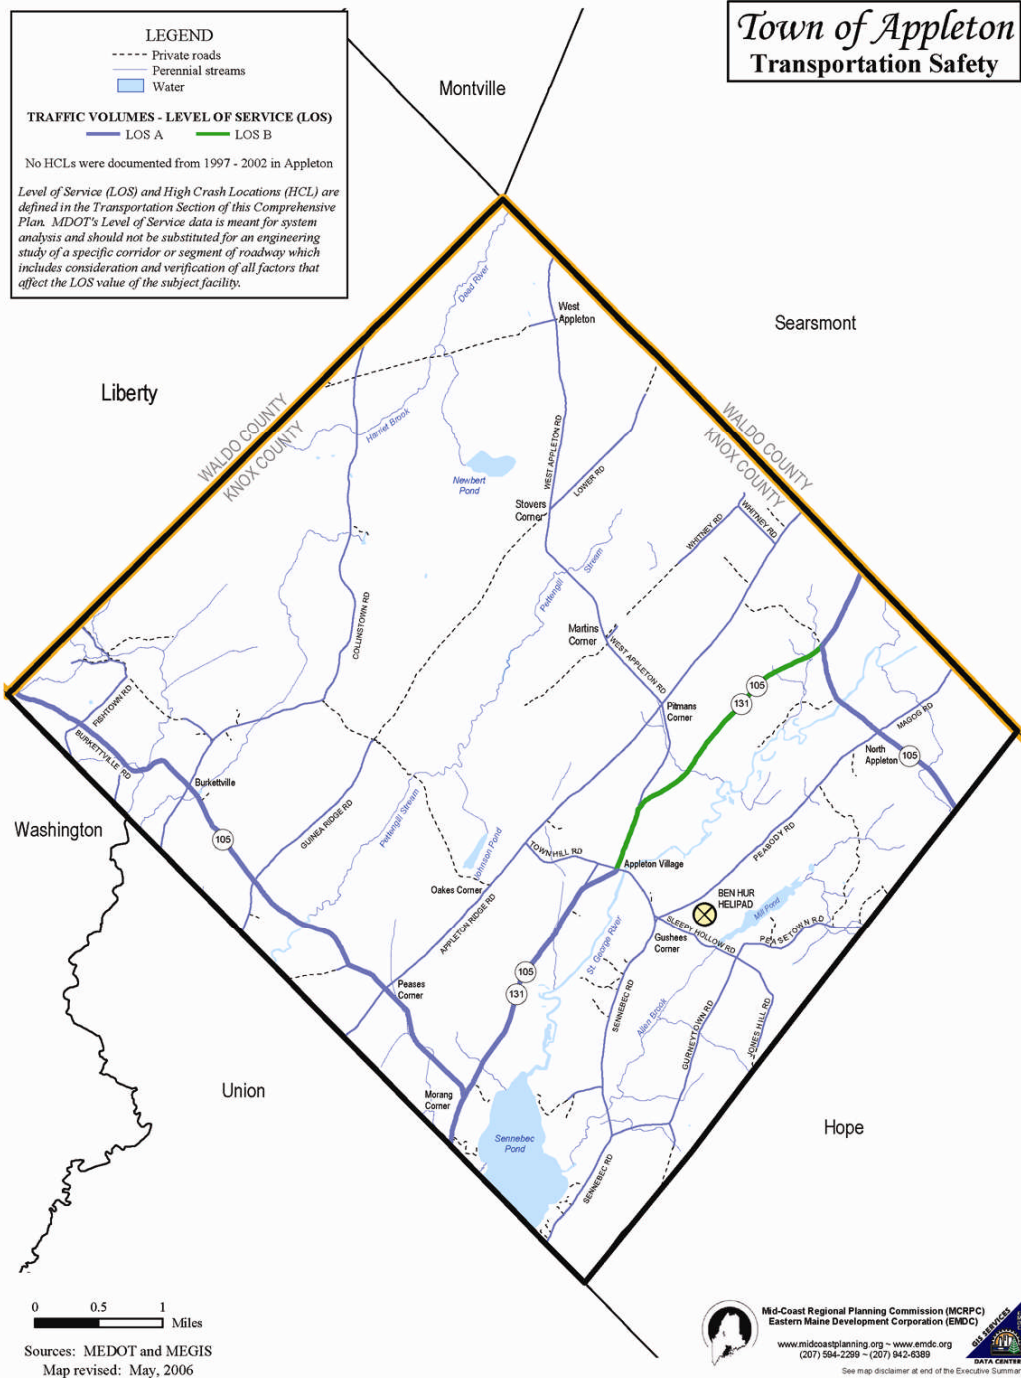 Town of Appleton
Transportation Safety
LEGEND
Private roads
Perennial streams
Water
TRAFFIC VOLUMES - LEVEL OF SERVICE (LOS)
LOS A
LOS B
No HCLs were documented from 1997 - 2002 in Appleton
Level of Service (LOS) and High Crash Locations (HCL) are
defined in the Transportation Section of this Comprehensive
Plan. MDOT's Level of Service data is meant for system
analysis and should not be substituted for an engineering
study of a specific corridor or segment of roadway which
includes consideration and verification of all factors that
affect the LOS value of the subject facility.
Montville
Searsmont
Liberty
WALDO COUNTY
KNOX COUNTY
WALDO COUNTY
KNOX COUNTY
Dead River
West
Appleton
Harriet Brook
WEST APPLETON RD
LOWER RD
Newbert
Pond
Stovers
Corner
WHITNEY RD
WHITNEY RD
Pettengill
Stream
COLLINSTOWN RD
Martins
Corner
WEST APPLETON RD
105
131
Pitmans
Corner
FISHTOWN RD
MAGOG RD
BURKETTVILLE RD
North
Appleton
105
Burkettville
Washington
105
GUINEA RIDGE RD
Pettengill Stream
Johnson Pond
TOWN HILL RD
PEABODY RD
Appleton Village
Oakes Corner
BEN HUR
HELIPAD
Mill Pond
APPLETON RIDGE RD
SLEEPY HOLLOW RD
PEASETOWN RD
Gushees
Corner
St. George River
105
131
Peases
Corner
SENNEBEC RD
Allen Brook
GURNEYTOWN RD
JONES HILL RD
Union
Morang
Corner
Hope
Sennebec
Pond
SENNEBEC RD
0 0.5 1
Miles
Sources: MEDOT and MEGIS
Map revised: May, 2006
Mid-Coast Regional Planning Commission (MCRPC)
Eastern Maine Development Corporation (EMDC)
www.midcoastplanning.org ~ www.emdc.org
(207) 594-2299 ~ (207) 942-6389
GIS SERVICES
DATA CENTER
See map disclaimer at end of the Executive Summar